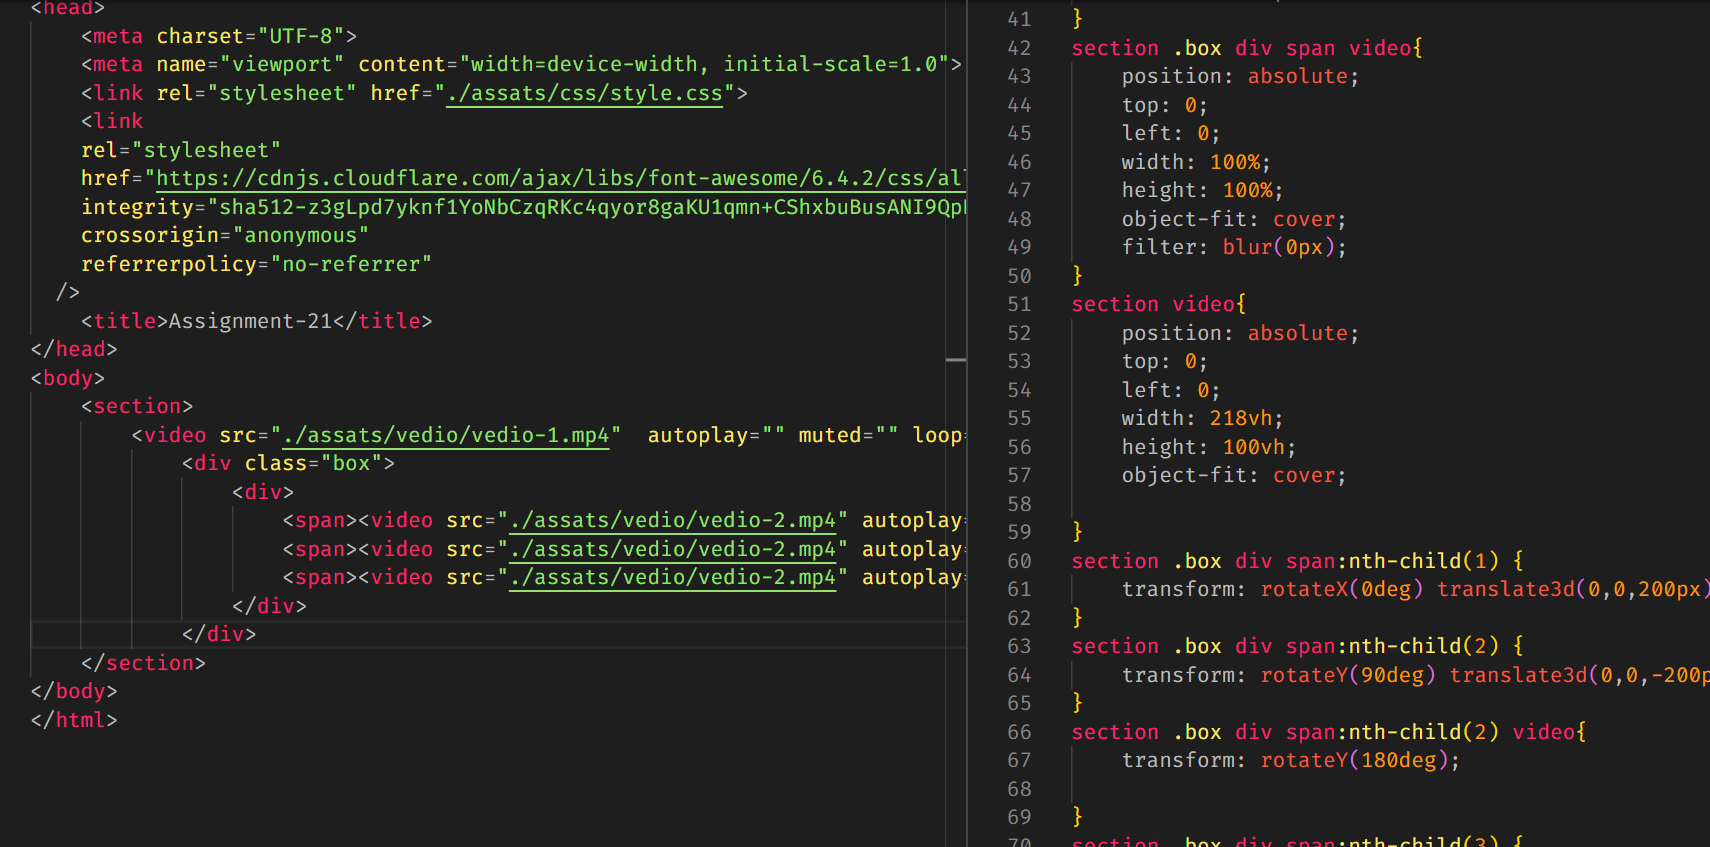 <head>
<meta charset="UTF-8">
<meta name="viewport" content="width=device-width, initial-scale=1.0">
<link rel="stylesheet" href="./assats/css/style.css">
<link
rel="stylesheet"
href="https://cdnjs.cloudflare.com/ajax/libs/font-awesome/6.4.2/css/al
integrity="sha512-z3gLpd7yknf1YoNbCzqRKc4qyor8gaKU1qmn+CShxbuBusANI9Qp
crossorigin="anonymous"
referrerpolicy="no-referrer"
/>
<title>Assignment-21</title>
</head>
<body>
<section>
<video src="./assats/vedio/vedio-1.mp4"  autoplay="" muted="" loop
<div class="box">
<div>
<span><video src="./assats/vedio/vedio-2.mp4" autoplay
<span><video src="./assats/vedio/vedio-2.mp4" autoplay
<span><video src="./assats/vedio/vedio-2.mp4" autoplay
</div>
</div>
</section>
</body>
</html>
41 }
42 section .box div span video{
43 position: absolute;
44 top: 0;
45 left: 0;
46 width: 100%;
47 height: 100%;
48 object-fit: cover;
49 filter: blur(0px);
50 }
51 section video{
52 position: absolute;
53 top: 0;
54 left: 0;
55 width: 218vh;
56 height: 100vh;
57 object-fit: cover;
58
59 }
60 section .box div span:nth-child(1) {
61 transform: rotateX(0deg) translate3d(0,0,200px)
62 }
63 section .box div span:nth-child(2) {
64 transform: rotateY(90deg) translate3d(0,0,-200p
65 }
66 section .box div span:nth-child(2) video{
67 transform: rotateY(180deg);
68
69 }
70 section .box div span:nth-child(3) {